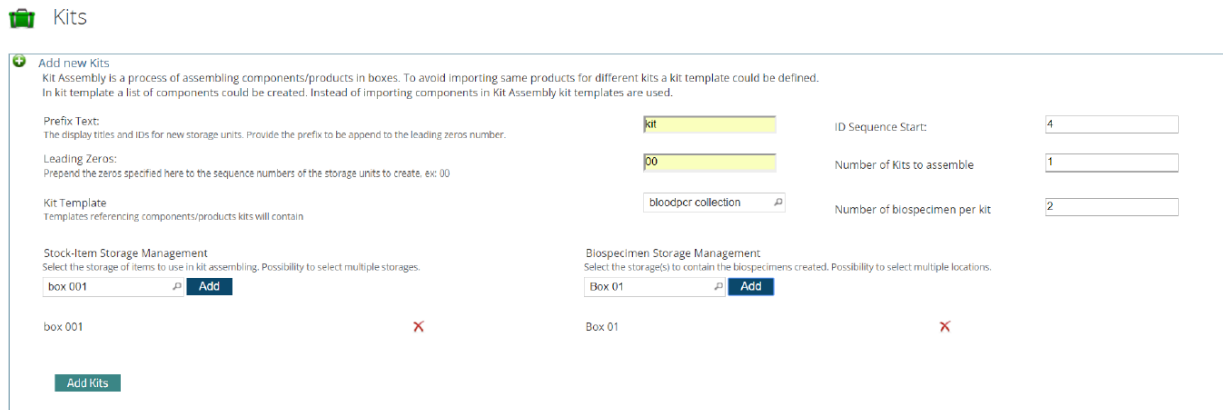 Kits
Add new Kits
Kit Assembly is a process of assembling components/products in boxes. To avoid importing same products for different kits a kit template could be defined.
In kit template a list of components could be created. Instead of importing components in Kit Assembly kit templates are used.
Prefix Text:
The display titles and IDs for new storage units. Provide the prefix to be append to the leading zeros number.
kit
ID Sequence Start:
4
Leading Zeros:
Prepend the zeros specified here to the sequence numbers of the storage units to create. ex: 00
00
Number of Kits to assemble
1
Kit Template
Templates referencing components/products kits will contain
bloodpcr collection
Number of biospecimen per kit
2
Stock-Item Storage Management
Select the storage of items to use in kit assembling. Possibility to select multiple storages.
box 001 Add
box 001
Biospecimen Storage Management
Select the storage(s) to contain the biospecimens created. Possibility to select multiple locations.
Box 01 Add
Box 01
Add Kits